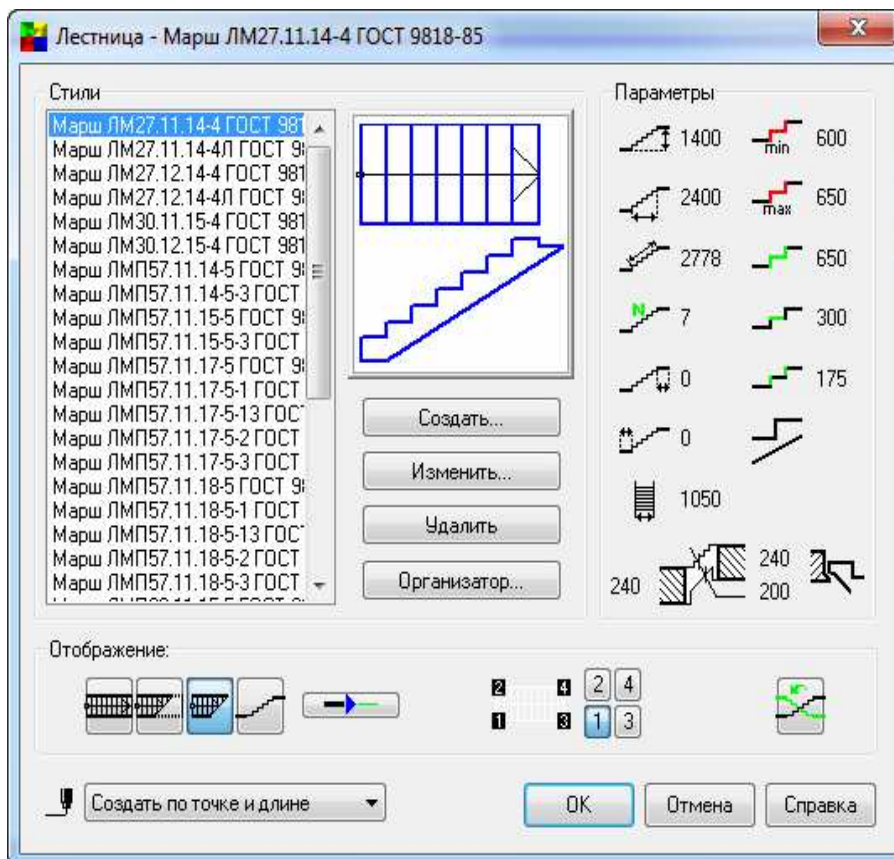 Лестница - Марш ЛМ27.11.14-4 ГОСТ 9818-85
Стили
Марш ЛМ27.11.14-4 ГОСТ 981
Марш ЛМ27.11.14-4Л ГОСТ 98
Марш ЛМ27.12.14-4 ГОСТ 981
Марш ЛМ27.12.14-4Л ГОСТ 98
Марш ЛМ30.11.15-4 ГОСТ 981
Марш ЛМ30.12.15-4 ГОСТ 981
Марш ЛМП57.11.14-5 ГОСТ 98
Марш ЛМП57.11.14-5-3 ГОСТ
Марш ЛМП57.11.15-5 ГОСТ 98
Марш ЛМП57.11.15-5-3 ГОСТ
Марш ЛМП57.11.17-5 ГОСТ 98
Марш ЛМП57.11.17-5-1 ГОСТ
Марш ЛМП57.11.17-5-13 ГОСТ
Марш ЛМП57.11.17-5-2 ГОСТ
Марш ЛМП57.11.17-5-3 ГОСТ
Марш ЛМП57.11.18-5 ГОСТ 98
Марш ЛМП57.11.18-5-1 ГОСТ
Марш ЛМП57.11.18-5-13 ГОСТ
Марш ЛМП57.11.18-5-2 ГОСТ
Марш ЛМП57.11.18-5-3 ГОСТ
Создать...
Изменить...
Удалить
Организатор...
Параметры
1400 min 600
2400 max 650
2778 650
N 7 300
0 175
0
1050
240 240
200
Отображение:
2 4 2 4
1 3 1 3
Создать по точке и длине
OK Отмена Справка